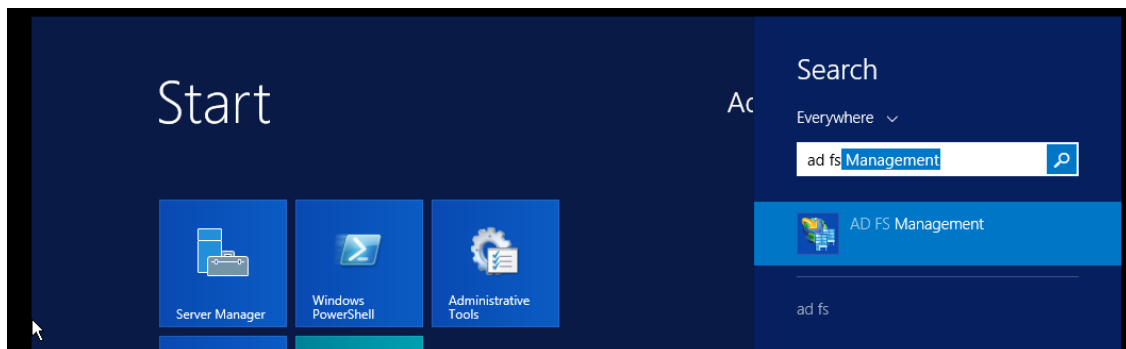 Start
Server Manager
Windows
PowerShell
Administrative
Tools
Search
Everywhere
ad fs Management
AD FS Management
ad fs